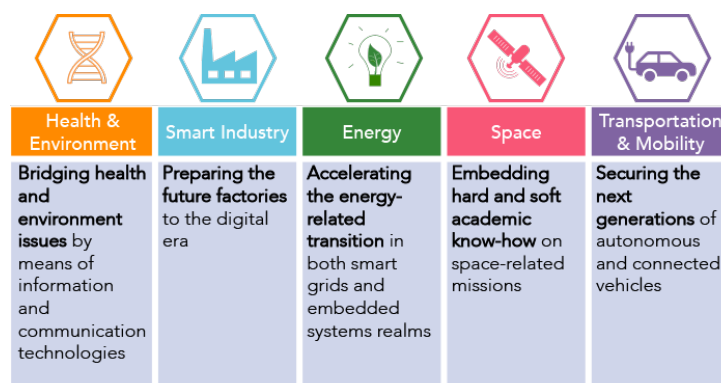 Health &
Environment
Smart Industry
Energy
Space
Transportation
& Mobility
Bridging health
and
environment
issues by
means of
information
and
communication
technologies
Preparing the
future factories
to the digital
era
Accelerating
the energy-
related
transition in
both smart
grids and
embedded
systems realms
Embedding
hard and soft
academic
know-how on
space-related
missions
Securing the
next
generations of
autonomous
and connected
vehicles